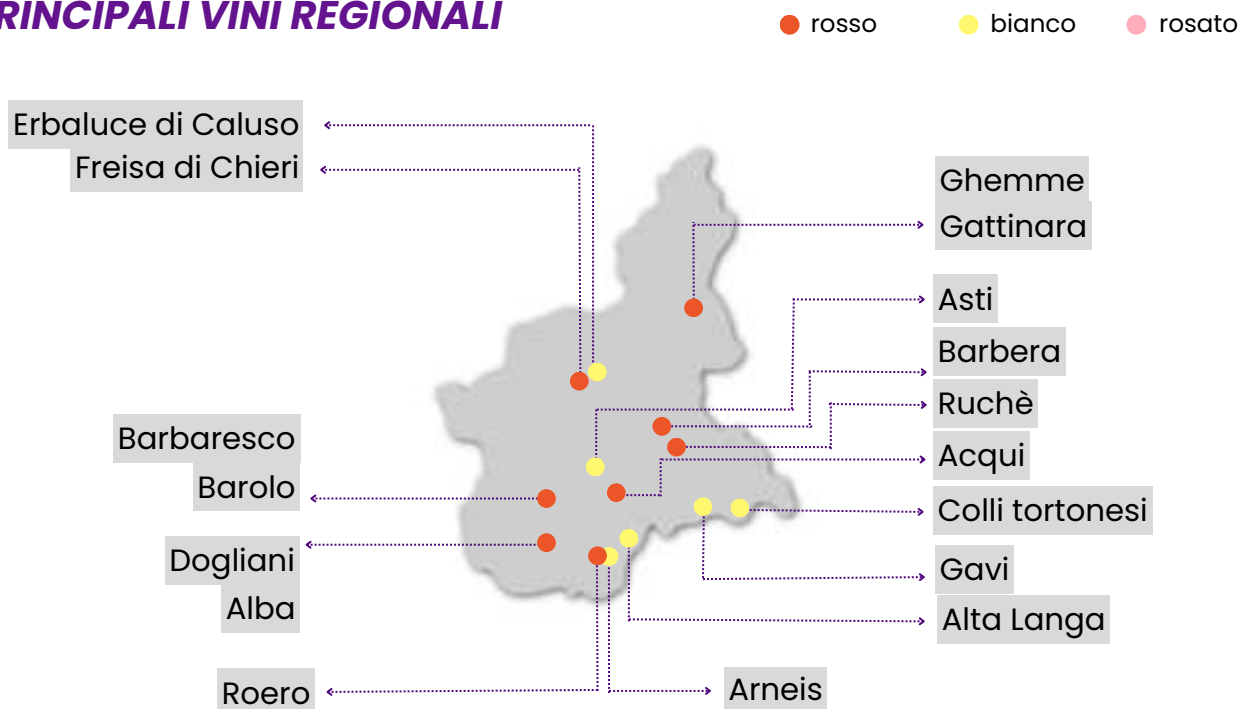 RINCIPALI VINI REGIONALI
rosso
bianco
rosato
Erbaluce di Caluso
Freisa di Chieri
Ghemme
Gattinara
Asti
Barbera
Ruchè
Acqui
Colli tortonesi
Gavi
Alta Langa
Barbaresco
Barolo
Dogliani
Alba
Roero
Arneis